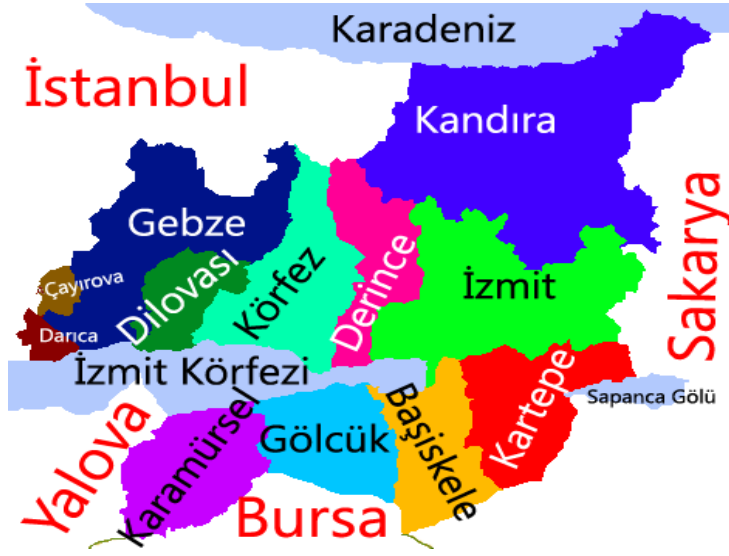 Karadeniz
İstanbul
Kandıra
Gebze
Sakarya
Çayırova
Dilovası
Körfez
Derince
İzmit
Darıca
İzmit Körfezi
Kartepe
Sapanca Gölü
Yalova
Karamürsel
Gölcük
Başiskele
Bursa